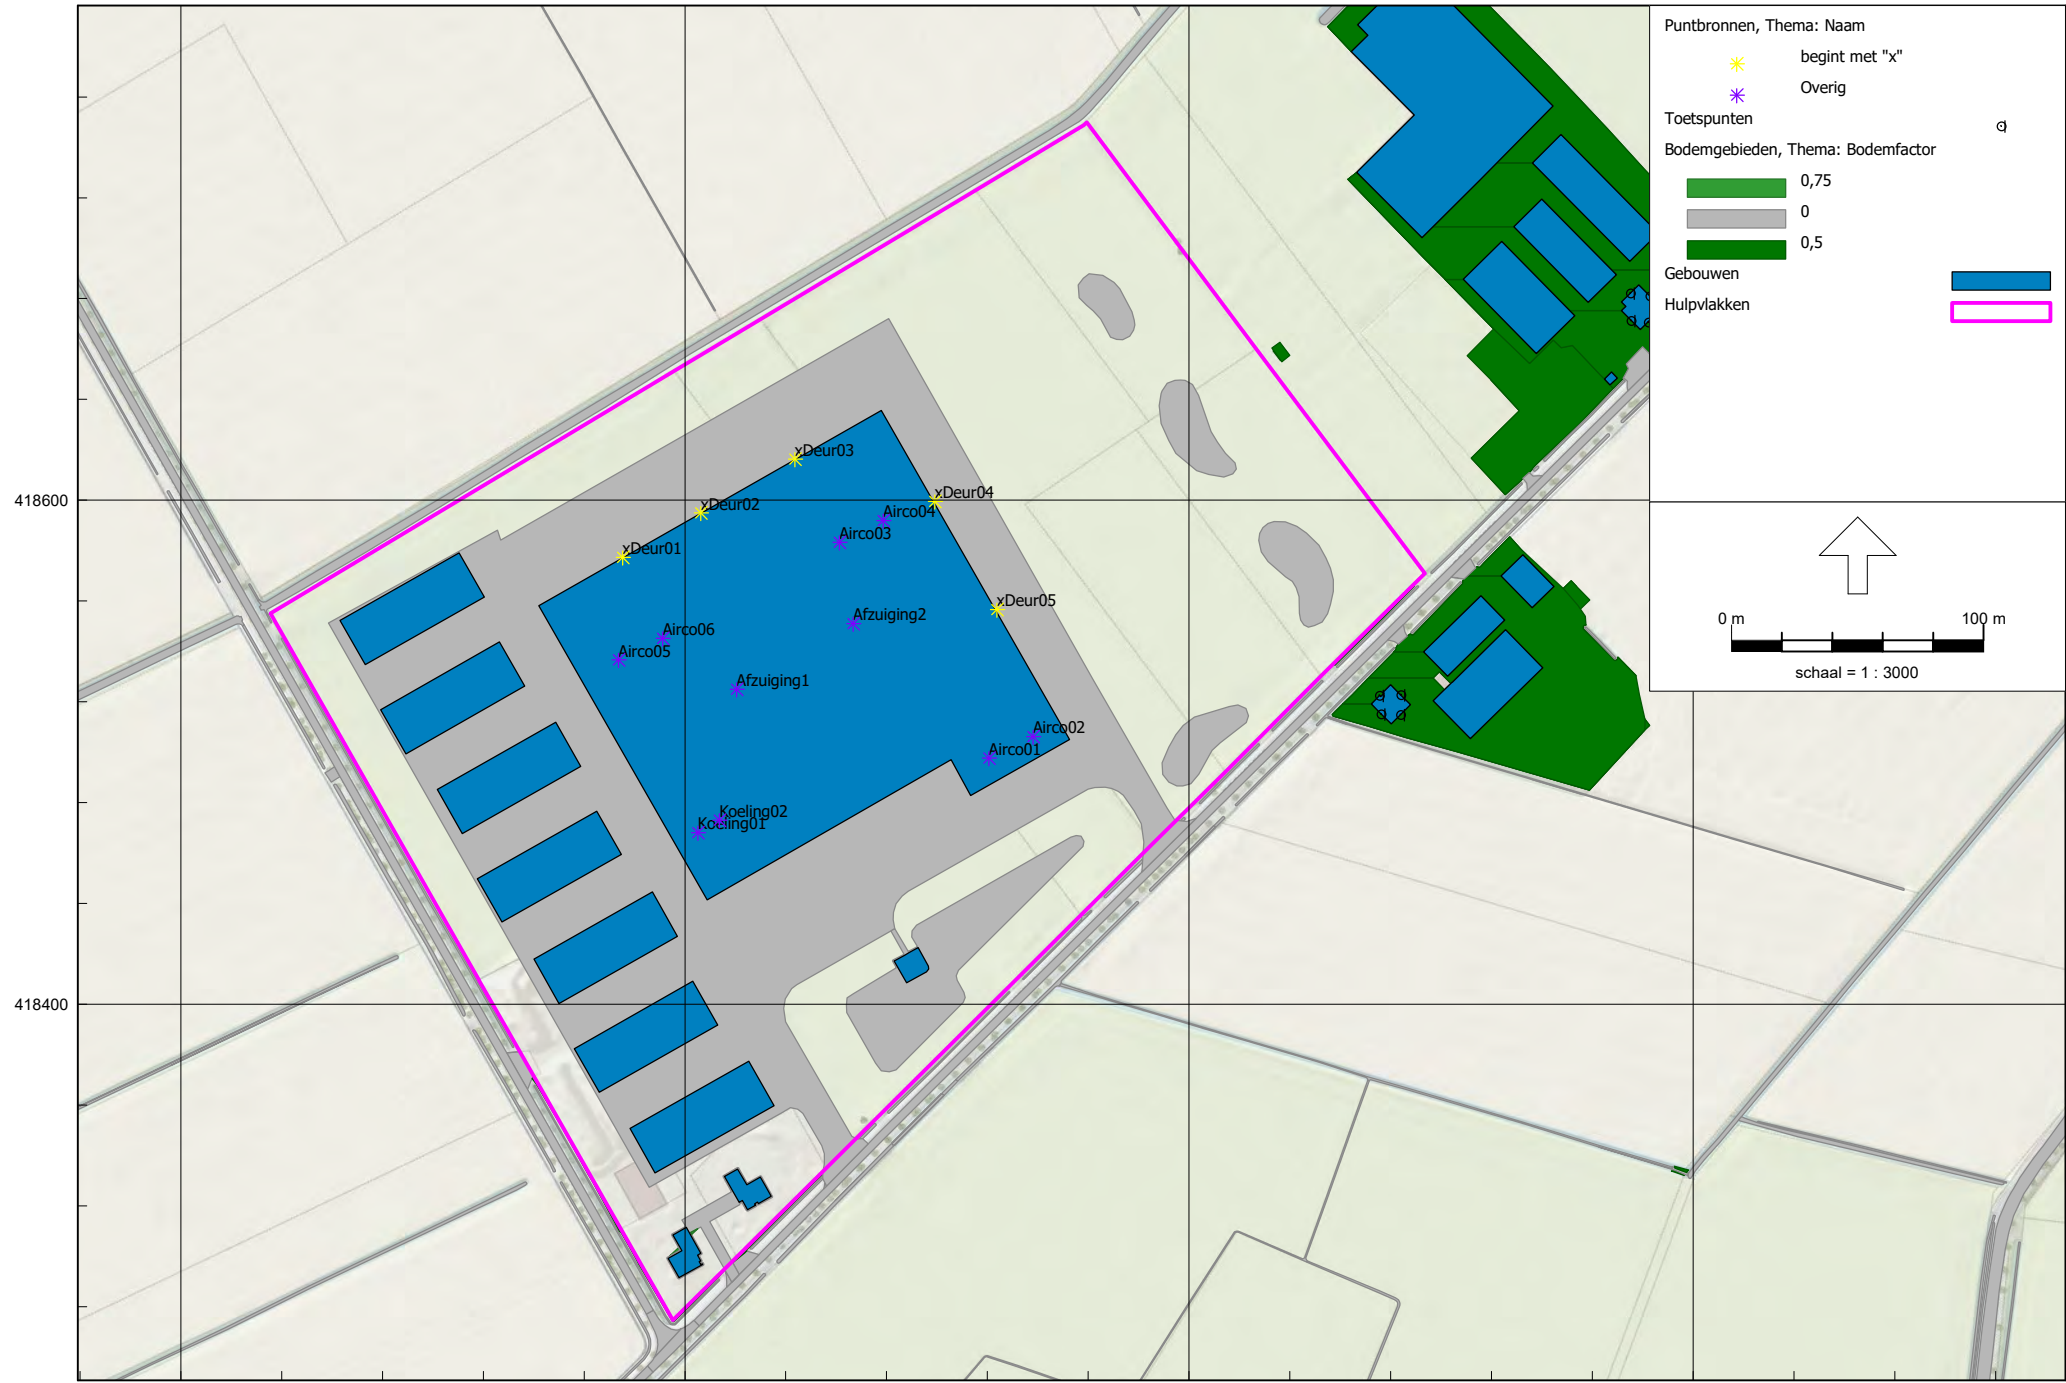 Puntbronnen, Thema: Naam
begint met "x"
Overig
Toetspunten
Bodemgebieden, Thema: Bodemfactor
0,75
0
0,5
Gebouwen
Hulpvlakken
0 m 100 m
schaal = 1 : 3000
xDeur03
xDeur04
418600
xDeur02
Airco04
Airco03
xDeur01
xDeur05
Afzuiging2
Airco06
Airco05
Afzuiging1
Airco02
Airco01
Koeling02
Koeling01
418400